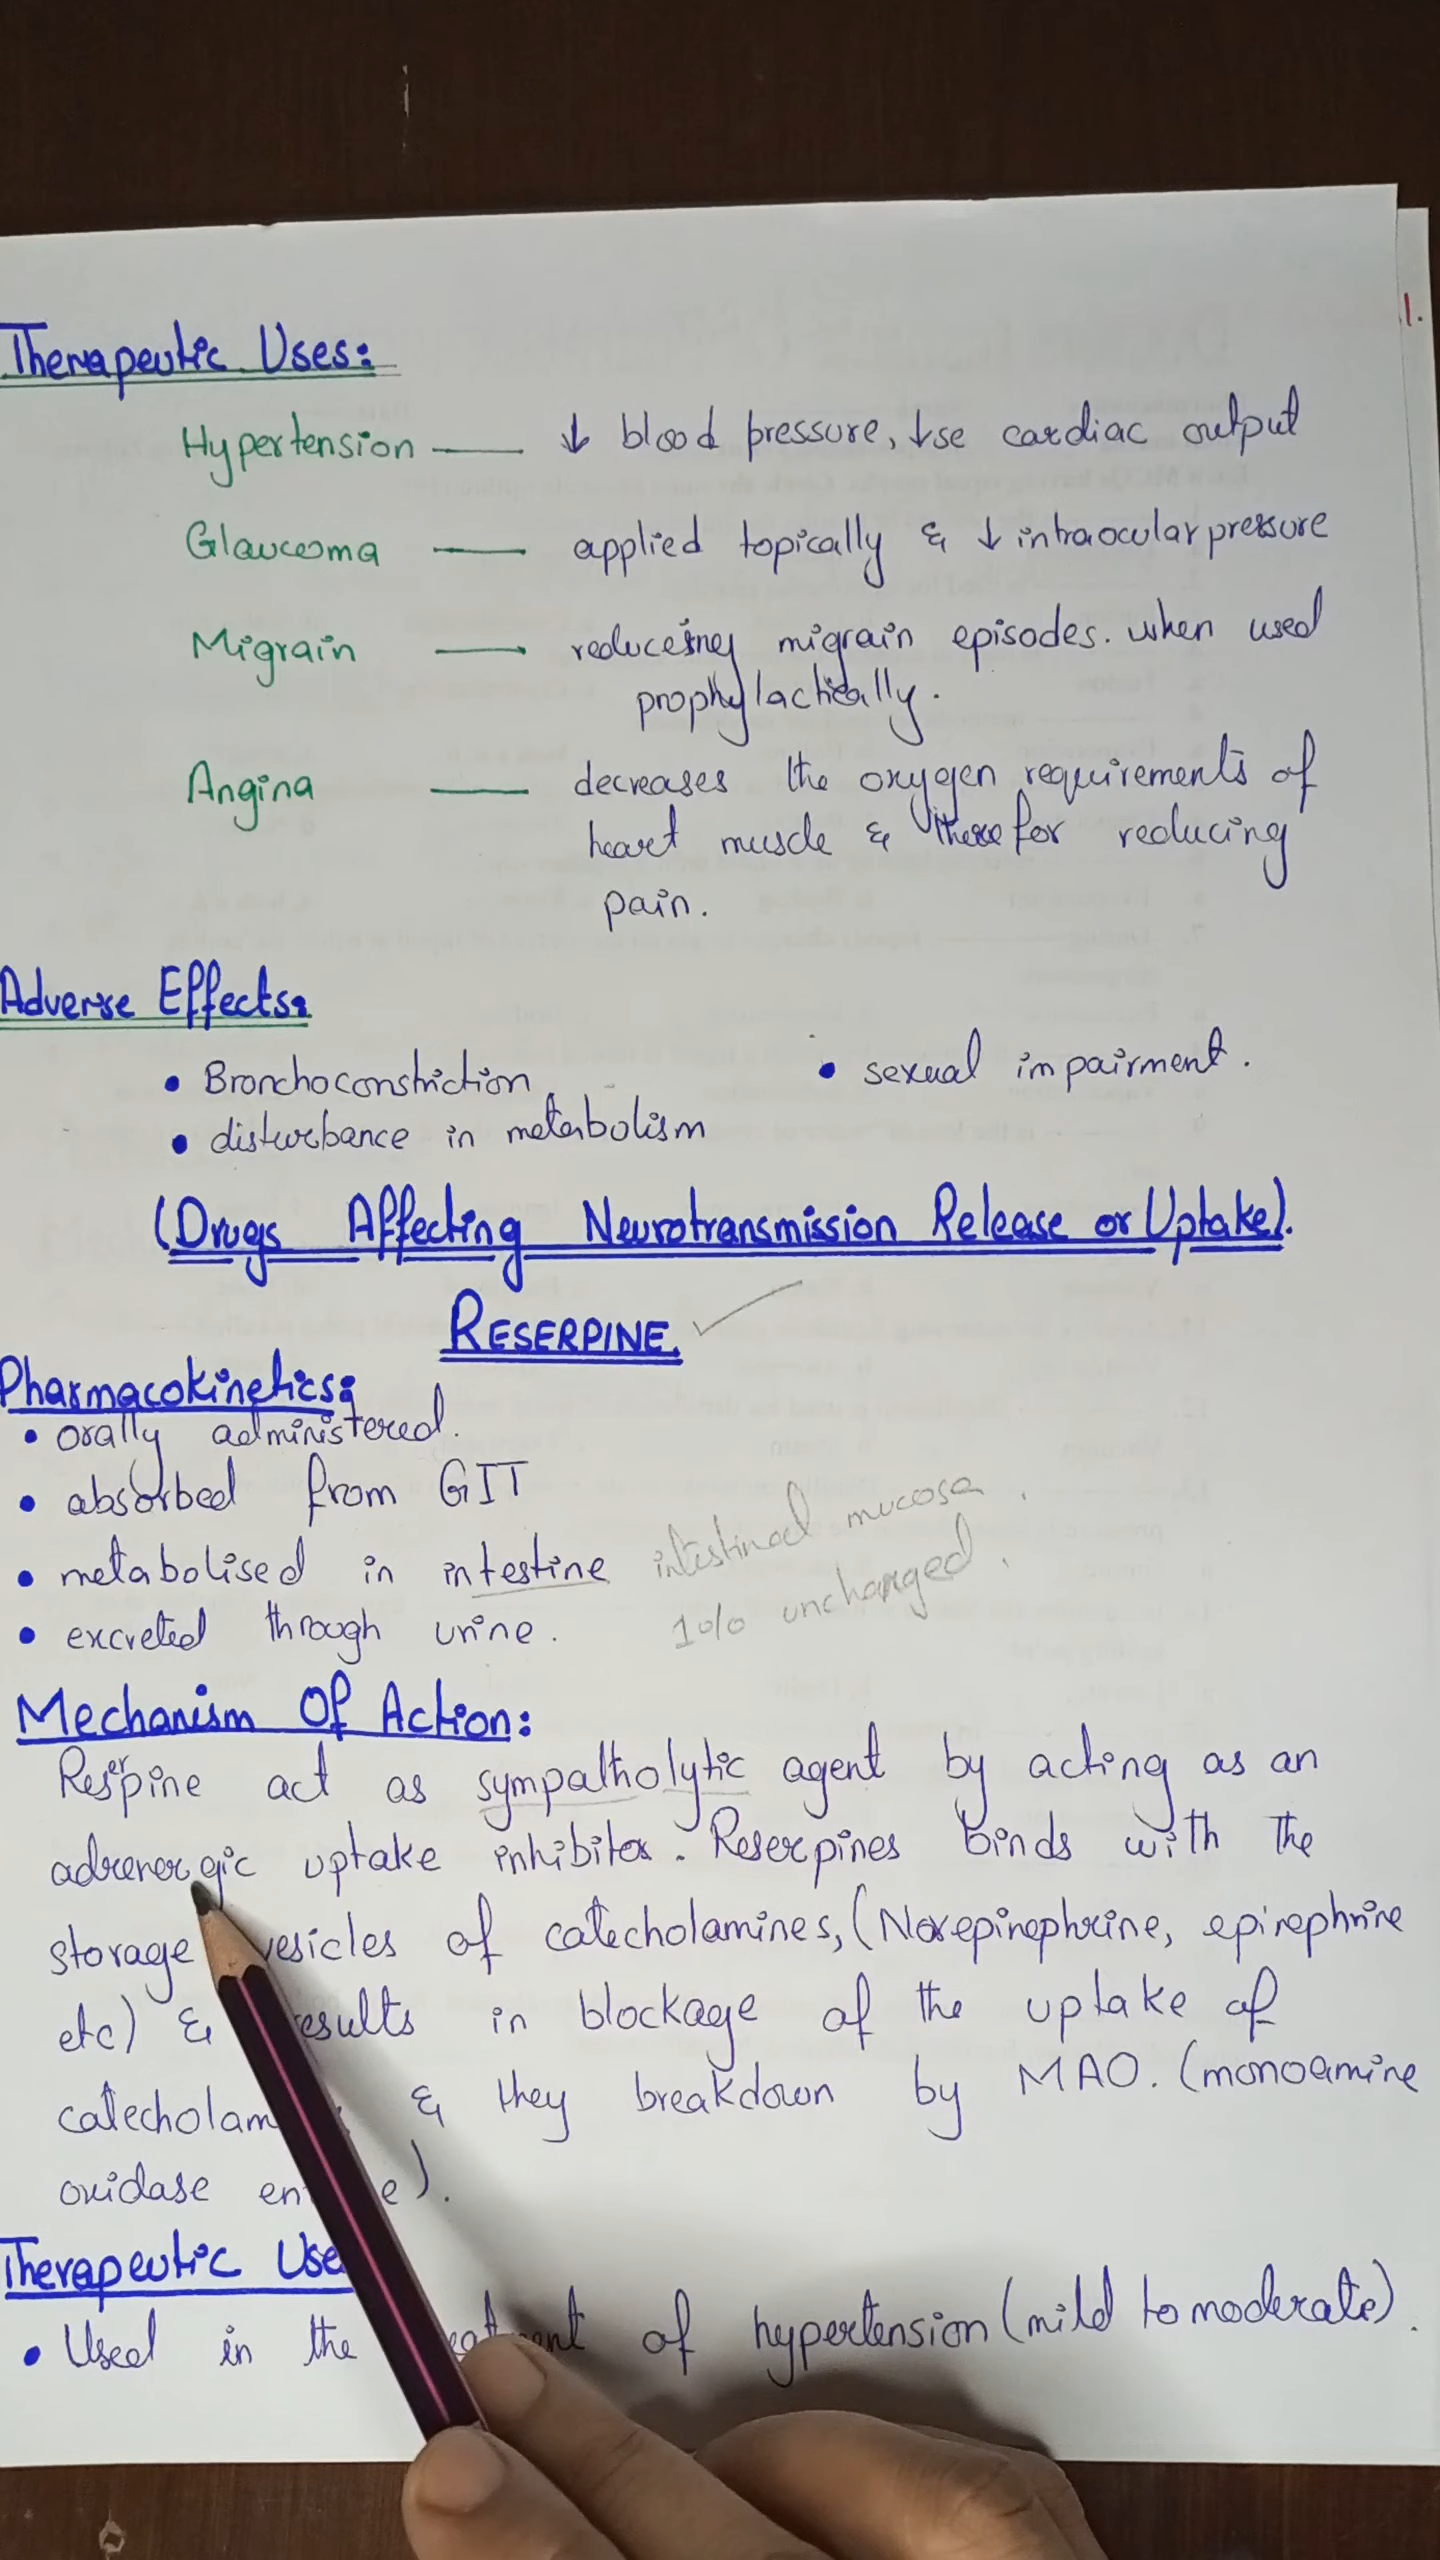 Therapeutic Uses:
Hypertension — ↓ blood pressure, ↓se cardiac output
Glaucoma — applied topically & ↓ intraocular pressure
Migrain — reduceing migrain episodes. when used
prophylactically.
Angina — decreases the oxygen requirements of
heart muscle & therefor reducing
pain.
Adverse Effects:
• Bronchoconstriction
• sexual impairment.
• disturbance in metabolism
(Drugs Affecting Neurotransmission Release or Uptake).
RESERPINE
Pharmacokinetics:
• orally administered.
• absorbed from GIT
• metabolised in intestine intestinal mucosa.
• excreted through urine. 1% unchanged.
Mechanism Of Action:
Reserpine act as sympatholytic agent by acting as an
adrenergic uptake inhibitor. Reserpines binds with the
storage vesicles of catecholamines, (Norepinephrine, epinephrine
etc) & results in blockage of the uptake of
& they breakdown by MAO. (monoamine
oxidase
Therapeutic
• Used in the of hypertension (mild to moderate).
1.